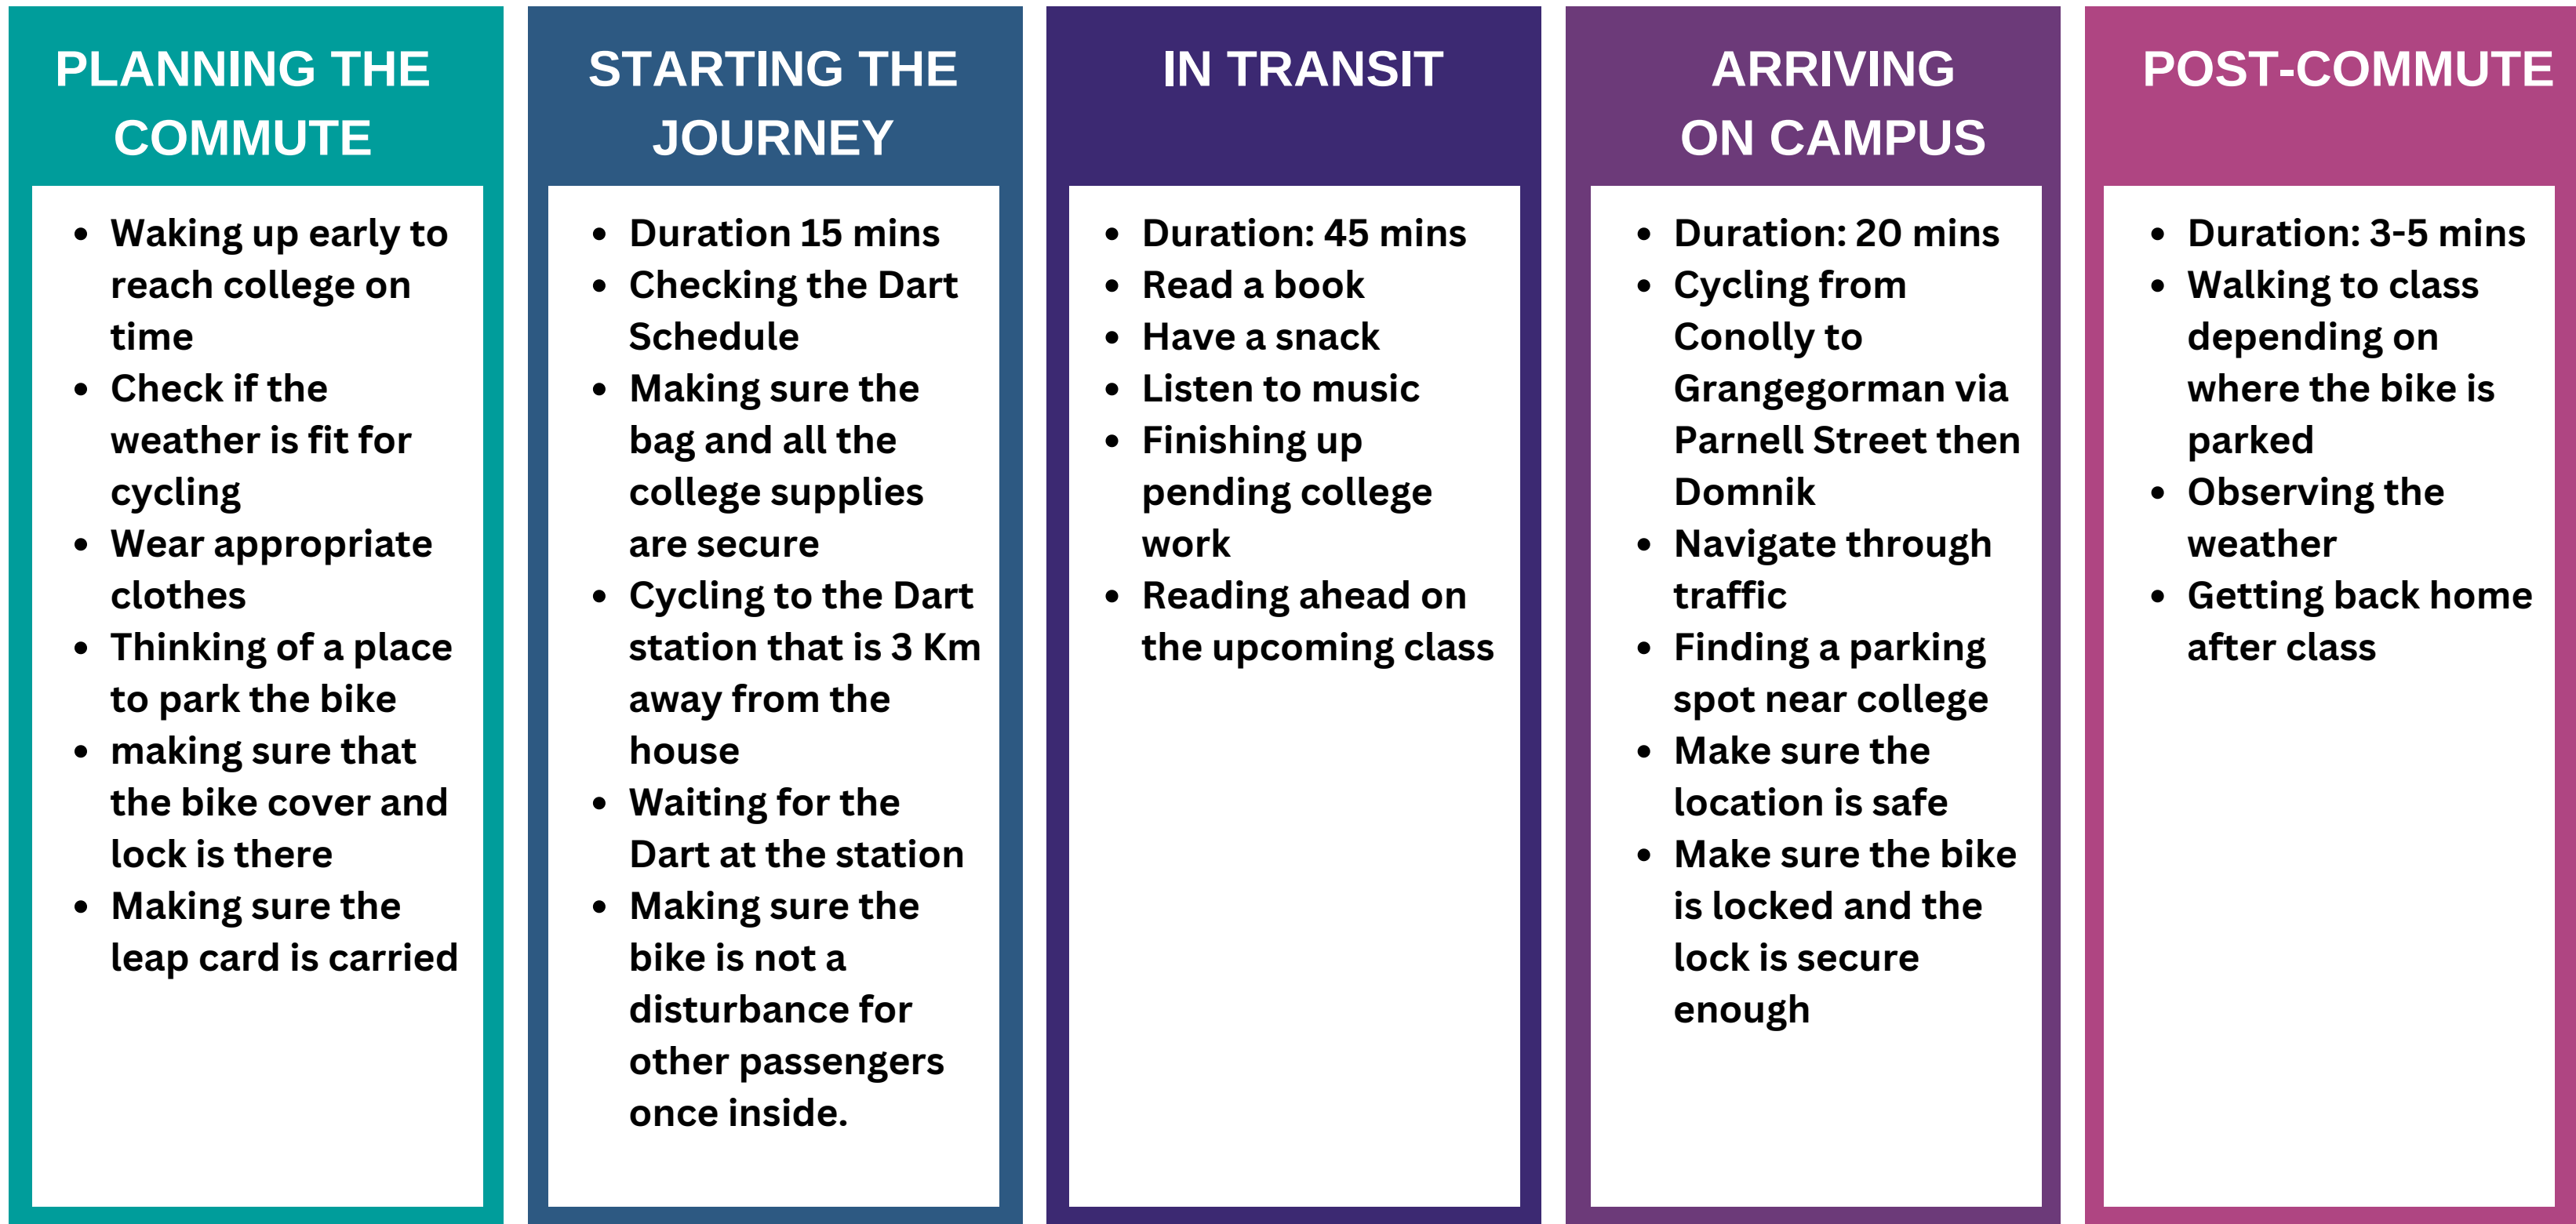 PLANNING THE
COMMUTE
• Waking up early to
reach college on
time
• Check if the
weather is fit for
cycling
• Wear appropriate
clothes
• Thinking of a place
to park the bike
• making sure that
the bike cover and
lock is there
• Making sure the
leap card is carried
STARTING THE
JOURNEY
• Duration 15 mins
• Checking the Dart
Schedule
• Making sure the
bag and all the
college supplies
are secure
• Cycling to the Dart
station that is 3 Km
away from the
house
• Waiting for the
Dart at the station
• Making sure the
bike is not a
disturbance for
other passengers
once inside.
IN TRANSIT
• Duration: 45 mins
• Read a book
• Have a snack
• Listen to music
• Finishing up
pending college
work
• Reading ahead on
the upcoming class
ARRIVING
ON CAMPUS
• Duration: 20 mins
• Cycling from
Conolly to
Grangegorman via
Parnell Street then
Domnik
• Navigate through
traffic
• Finding a parking
spot near college
• Make sure the
location is safe
• Make sure the bike
is locked and the
lock is secure
enough
POST-COMMUTE
• Duration: 3-5 mins
• Walking to class
depending on
where the bike is
parked
• Observing the
weather
• Getting back home
after class